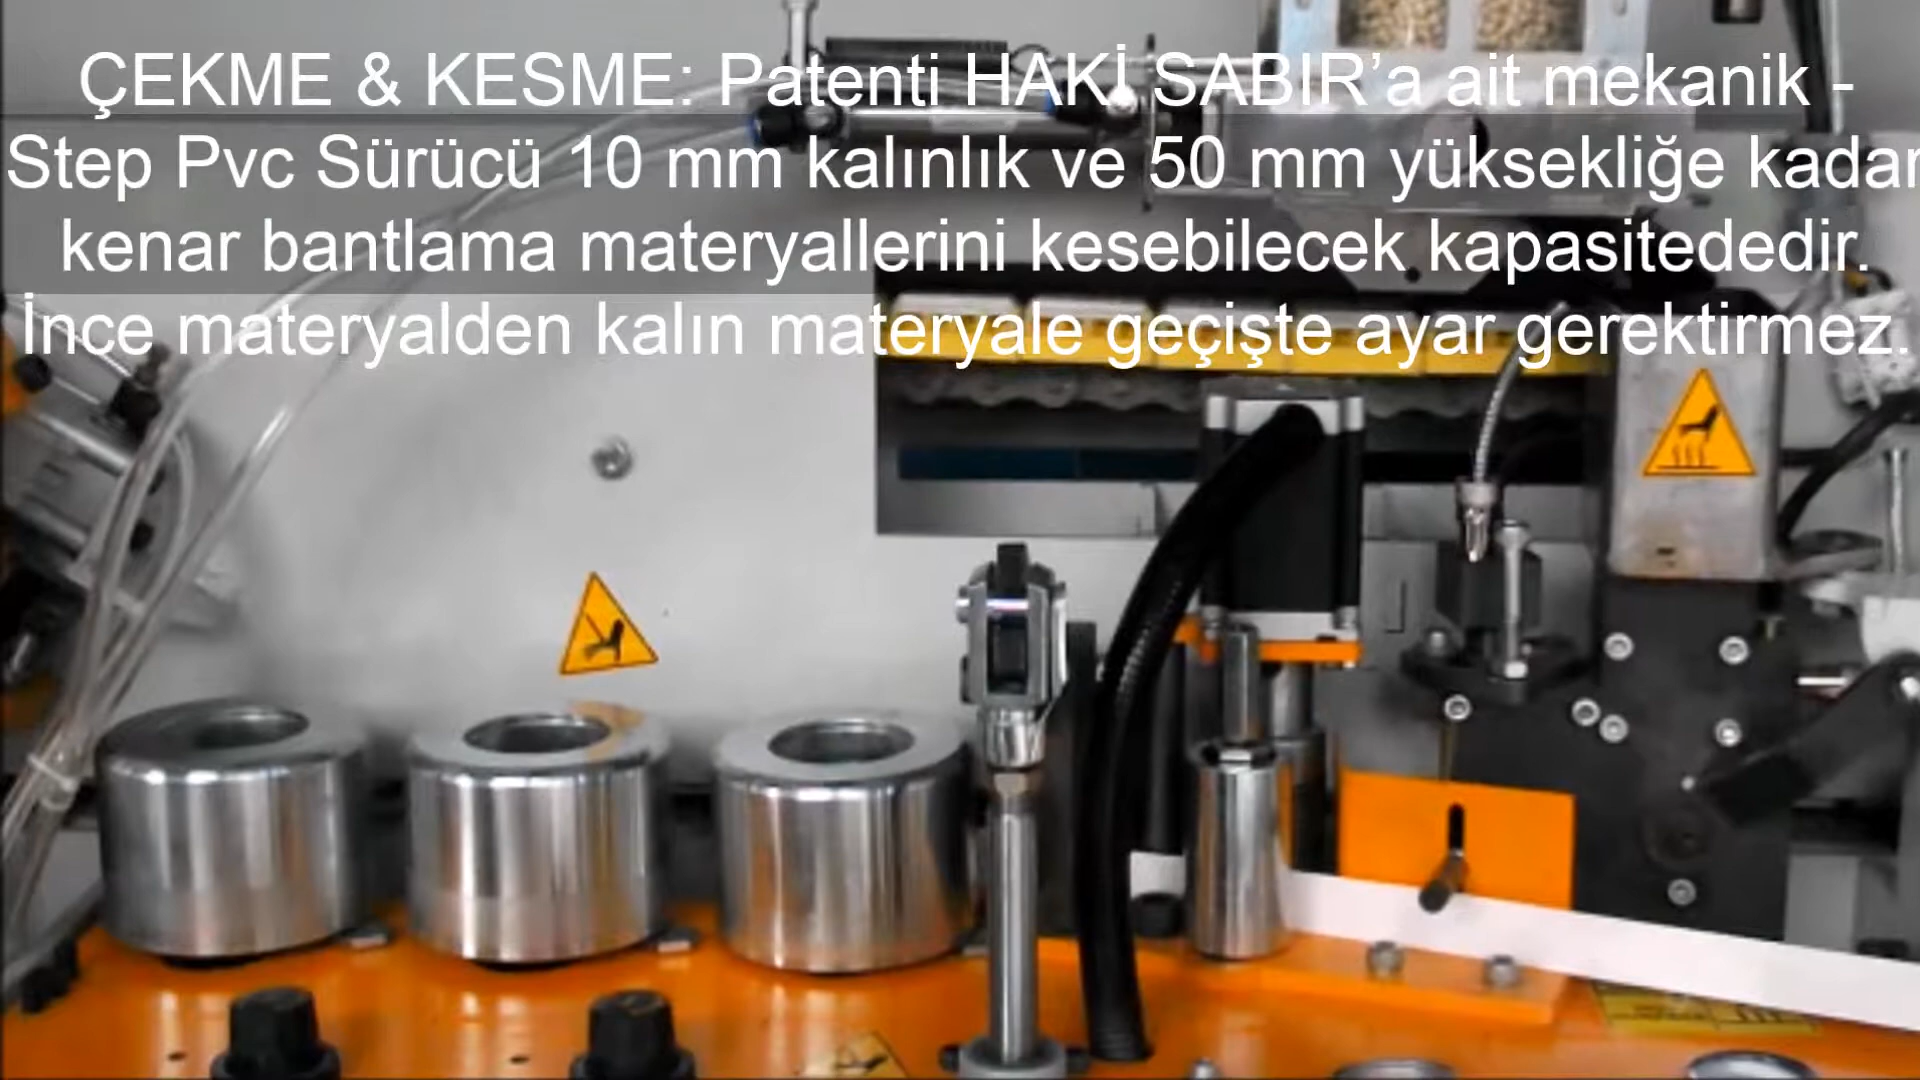 ÇEKME & KESME: Patenti HAKİ SABIR’a ait mekanik -
Step Pvc Sürücü 10 mm kalınlık ve 50 mm yüksekliğe kadar
kenar bantlama materyallerini kesebilecek kapasitededir.
İnce materyalden kalın materyale geçişte ayar gerektirmez.